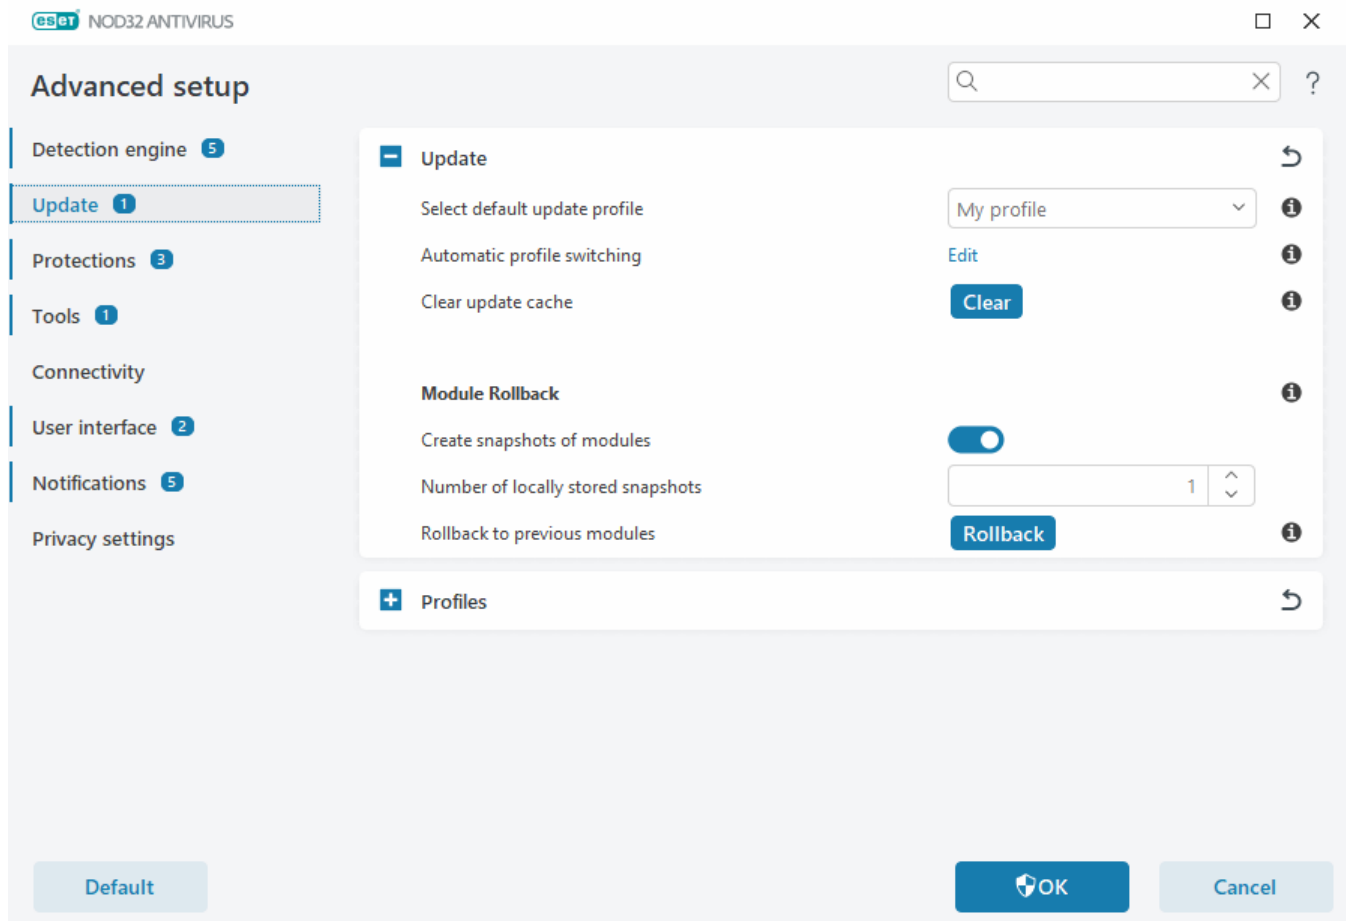 eset NOD32 ANTIVIRUS
Advanced setup
?
Detection engine 5
Update 1
Protections 3
Tools 1
Connectivity
User interface 2
Notifications 5
Privacy settings
Update
Select default update profile My profile
Automatic profile switching Edit
Clear update cache Clear
Module Rollback
Create snapshots of modules
Number of locally stored snapshots 1
Rollback to previous modules Rollback
Profiles
Default OK Cancel